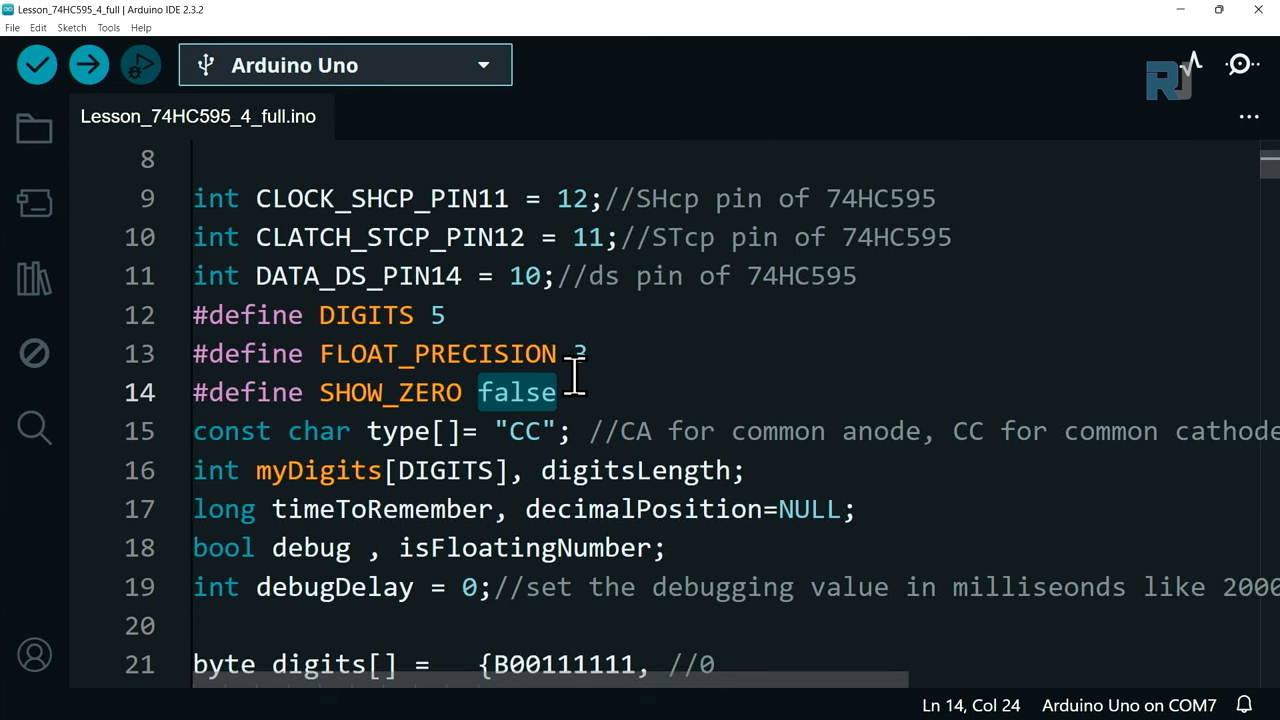 Lesson_74HC595_4_full | Arduino IDE 2.3.2
File Edit Sketch Tools Help
Arduino Uno
RJ
Lesson_74HC595_4_full.ino
8
9 int CLOCK_SHCP_PIN11 = 12;//SHcp pin of 74HC595
10 int CLATCH_STCP_PIN12 = 11;//STcp pin of 74HC595
11 int DATA_DS_PIN14 = 10;//ds pin of 74HC595
12 #define DIGITS 5
13 #define FLOAT_PRECISION 3
14 #define SHOW_ZERO false
15 const char type[]= "CC"; //CA for common anode, CC for common cathode
16 int myDigits[DIGITS], digitsLength;
17 long timeToRemember, decimalPosition=NULL;
18 bool debug , isFloatingNumber;
19 int debugDelay = 0;//set the debugging value in milliseonds like 2000
20
21 byte digits[] = {B00111111, //0
Ln 14, Col 24 Arduino Uno on COM7